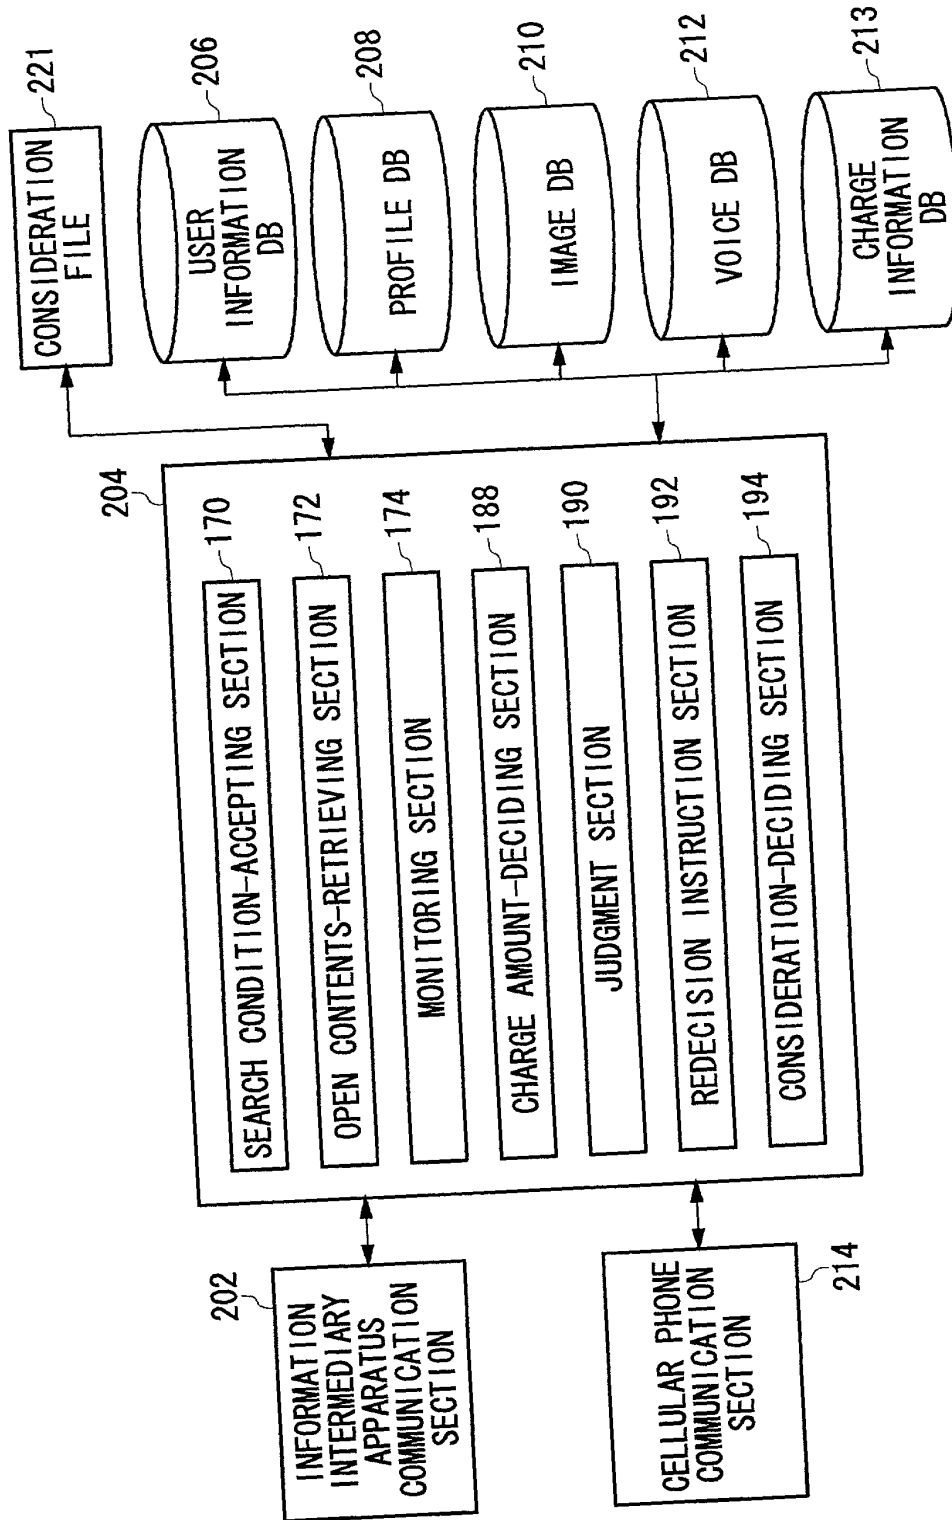 202
INFORMATION
INTERMEDIARY
APPARATUS
COMMUNICATION
SECTION
CELLULAR PHONE
COMMUNICATION
SECTION
214
204
SEARCH CONDITION-ACCEPTING SECTION
170
OPEN CONTENTS-RETRIEVING SECTION
172
MONITORING SECTION
174
CHARGE AMOUNT-DECIDING SECTION
188
JUDGMENT SECTION
190
REDECISION INSTRUCTION SECTION
192
CONSIDERATION-DECIDING SECTION
194
CONSIDERATION
FILE
221
USER
INFORMATION
DB
206
PROFILE DB
208
IMAGE DB
210
VOICE DB
212
CHARGE
INFORMATION
DB
213